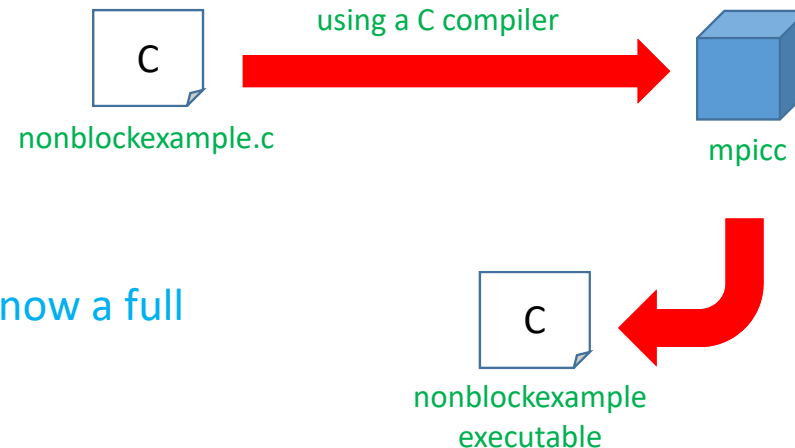 using a C compiler
C
nonblockexample.c
mpicc
now a full
C
nonblockexample
executable